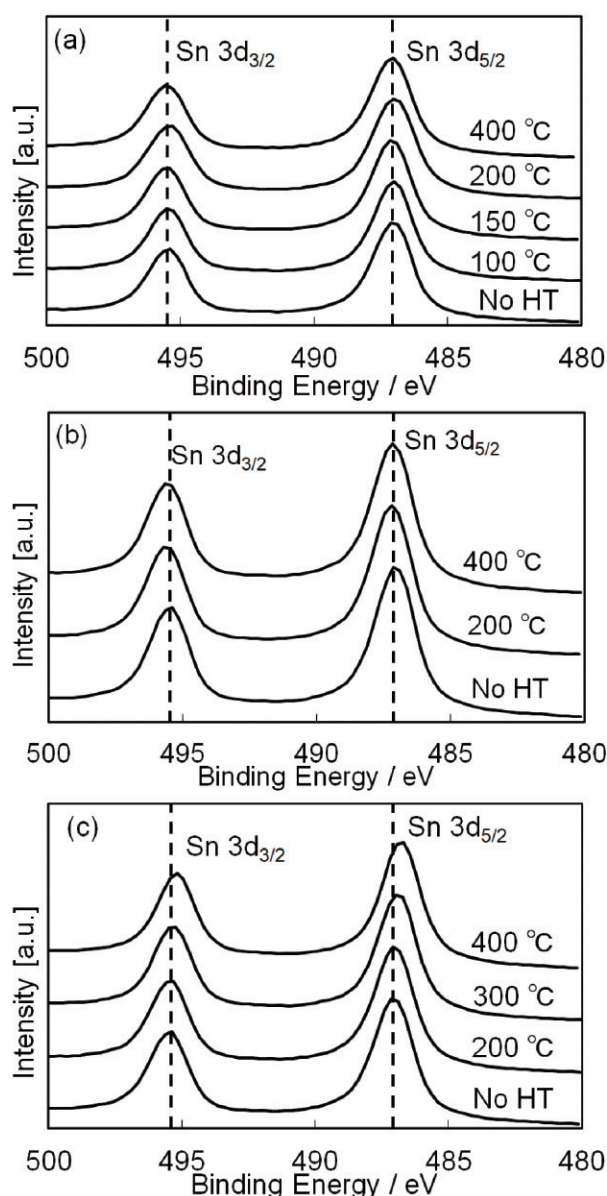 (a)
Sn 3d3/2
Sn 3d5/2
400 °C
200 °C
150 °C
100 °C
No HT
Intensity [a.u.]
500 495 490 485 480
Binding Energy / eV
(b)
Sn 3d3/2
Sn 3d5/2
400 °C
200 °C
No HT
Intensity [a.u.]
500 495 490 485 480
Binding Energy / eV
(c)
Sn 3d3/2
Sn 3d5/2
400 °C
300 °C
200 °C
No HT
Intensity [a.u.]
500 495 490 485 480
Binding Energy / eV